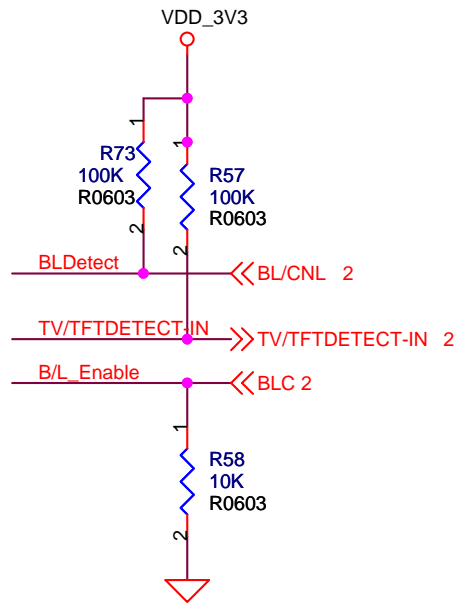 VDD_3V3
1
R73
100K
R0603
2
1
R57
100K
R0603
2
BLDetect
BL/CNL 2
TV/TFTDETECT-IN
TV/TFTDETECT-IN 2
B/L_Enable
BLC 2
1
R58
10K
R0603
2